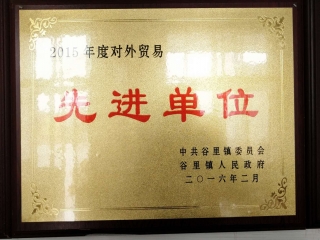 2015年度对外贸易
先进单位
中共谷里镇委员会
谷里镇人民政府
二〇一六年二月